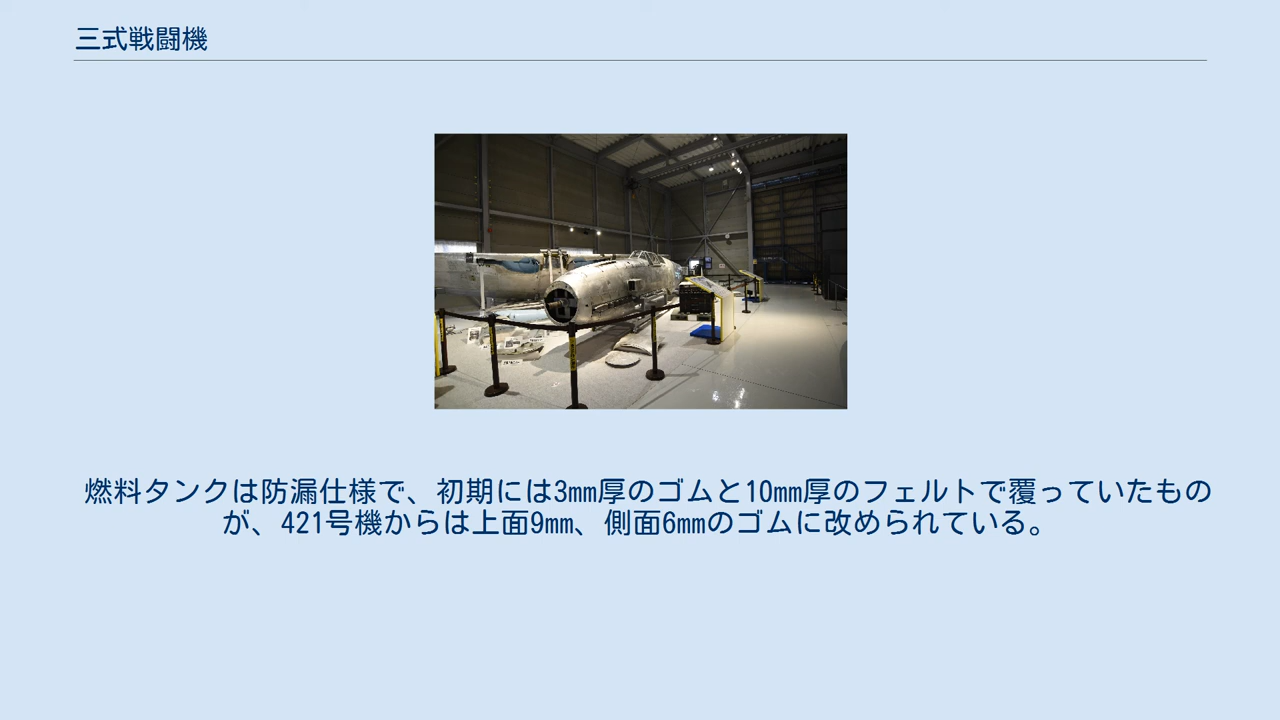 三式戦闘機
燃料タンクは防漏仕様で、初期には3mm厚のゴムと10mm厚のフェルトで覆っていたもの
が、421号機からは上面9mm、側面6mmのゴムに改められている。